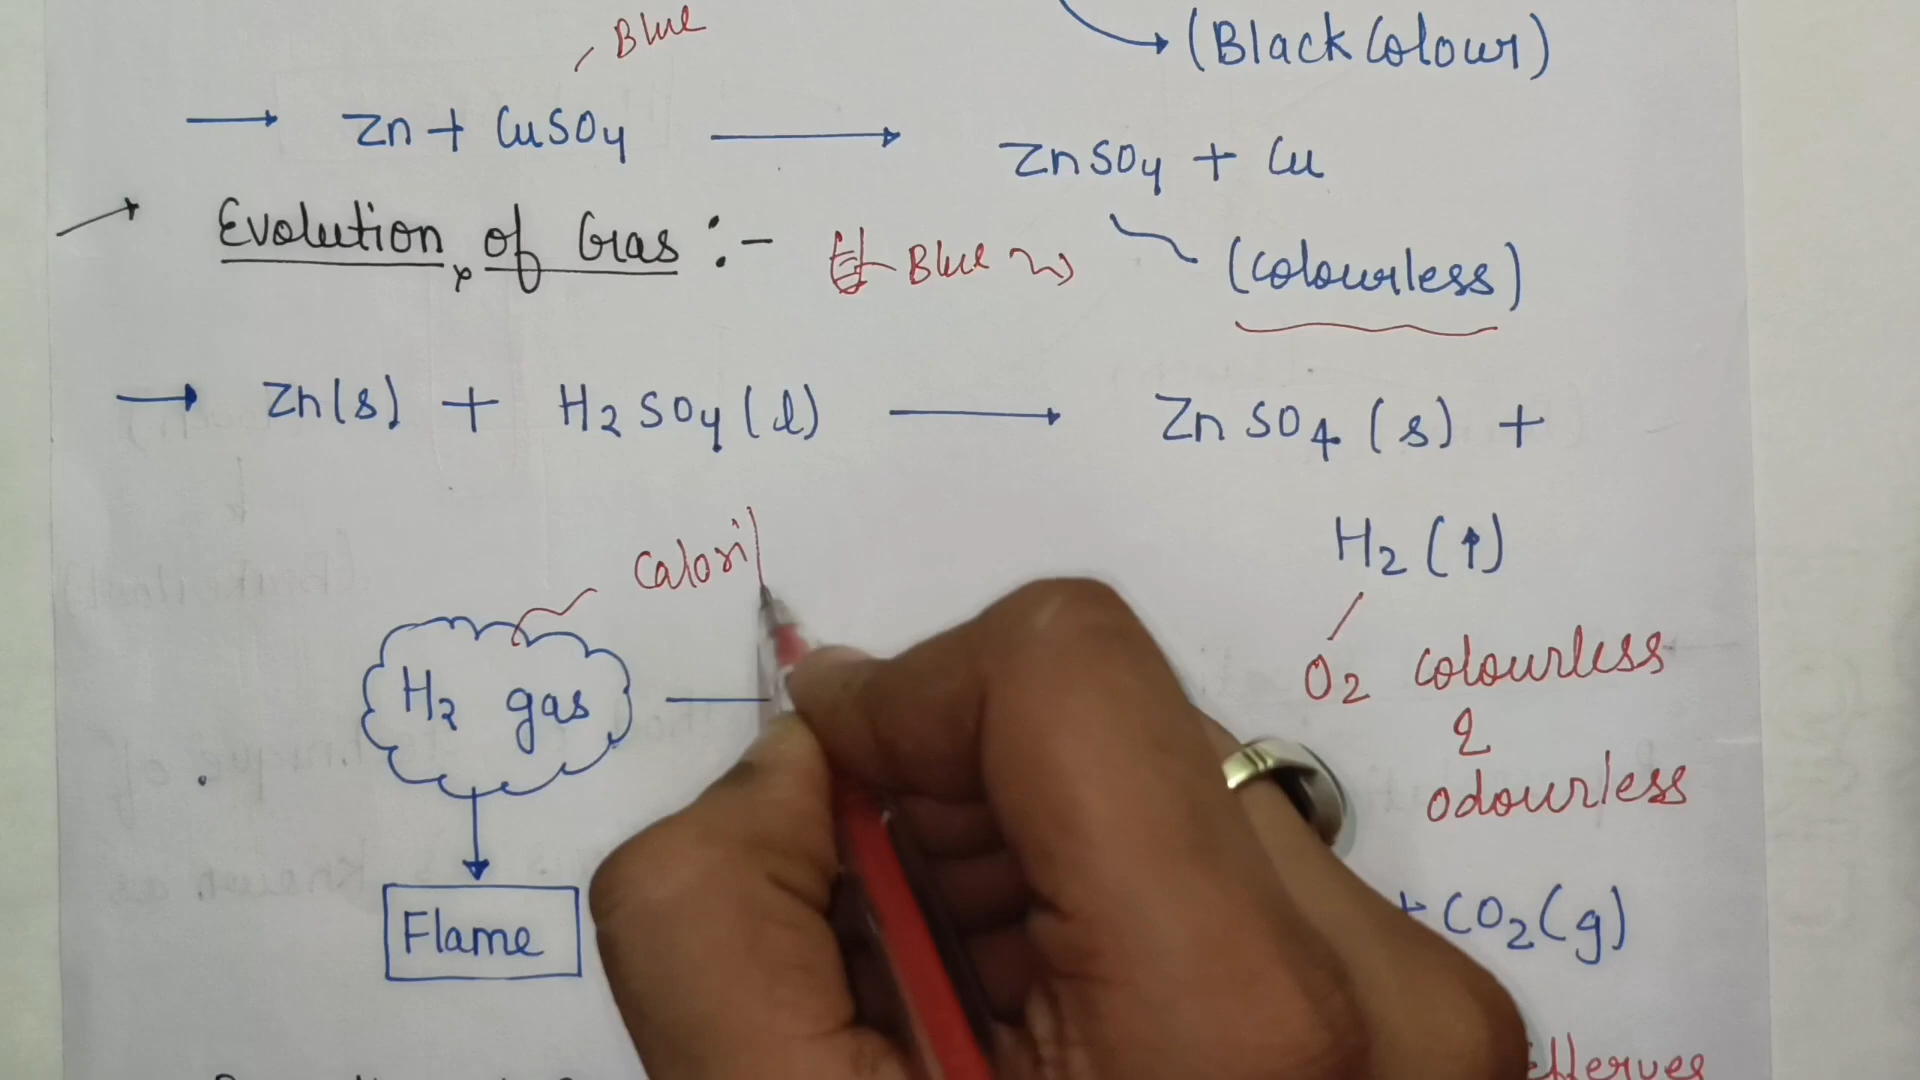 Blue
(Black Colour)
→ Zn + CuSO4 → ZnSO4 + Cu
→ Evolution of Gas :-
Blue
(colourless)
→ Zn(s) + H2SO4(l) → ZnSO4(s) +
H2(↑)
Calori
H2 gas
O2 colourless
&
odourless
Flame
+ CO2(g)
efferves